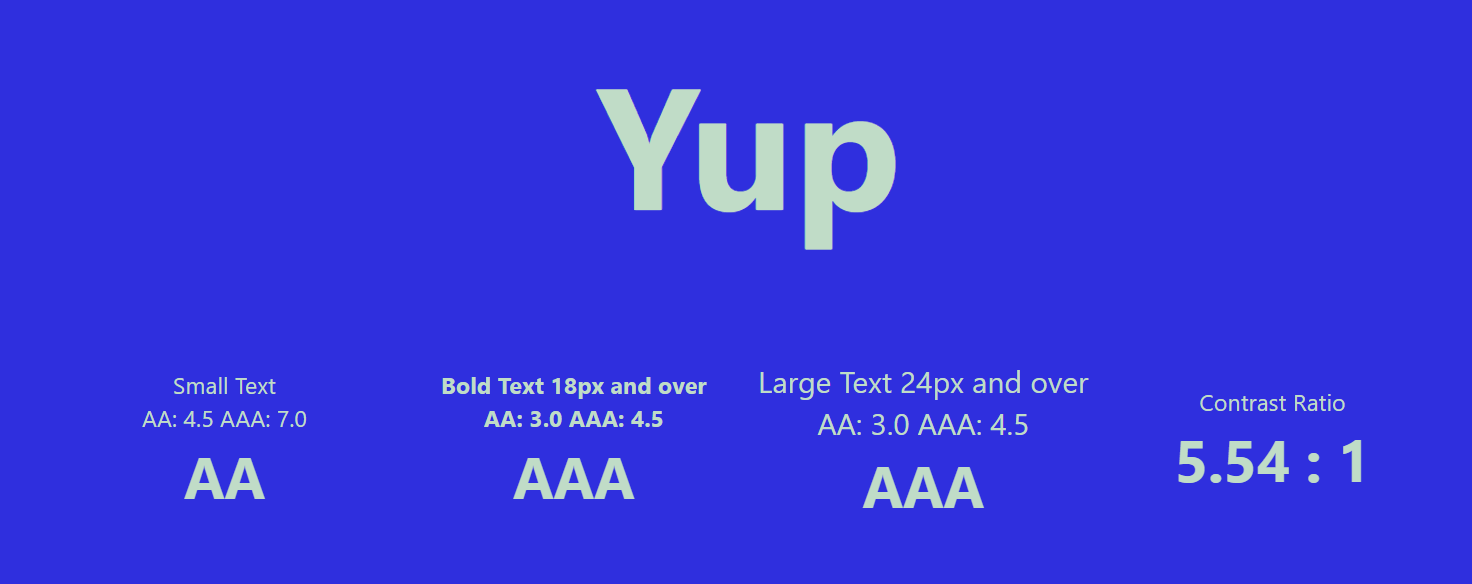 Yup
Small Text
AA: 4.5 AAA: 7.0
AA
Bold Text 18px and over
AA: 3.0 AAA: 4.5
AAA
Large Text 24px and over
AA: 3.0 AAA: 4.5
AAA
Contrast Ratio
5.54 : 1